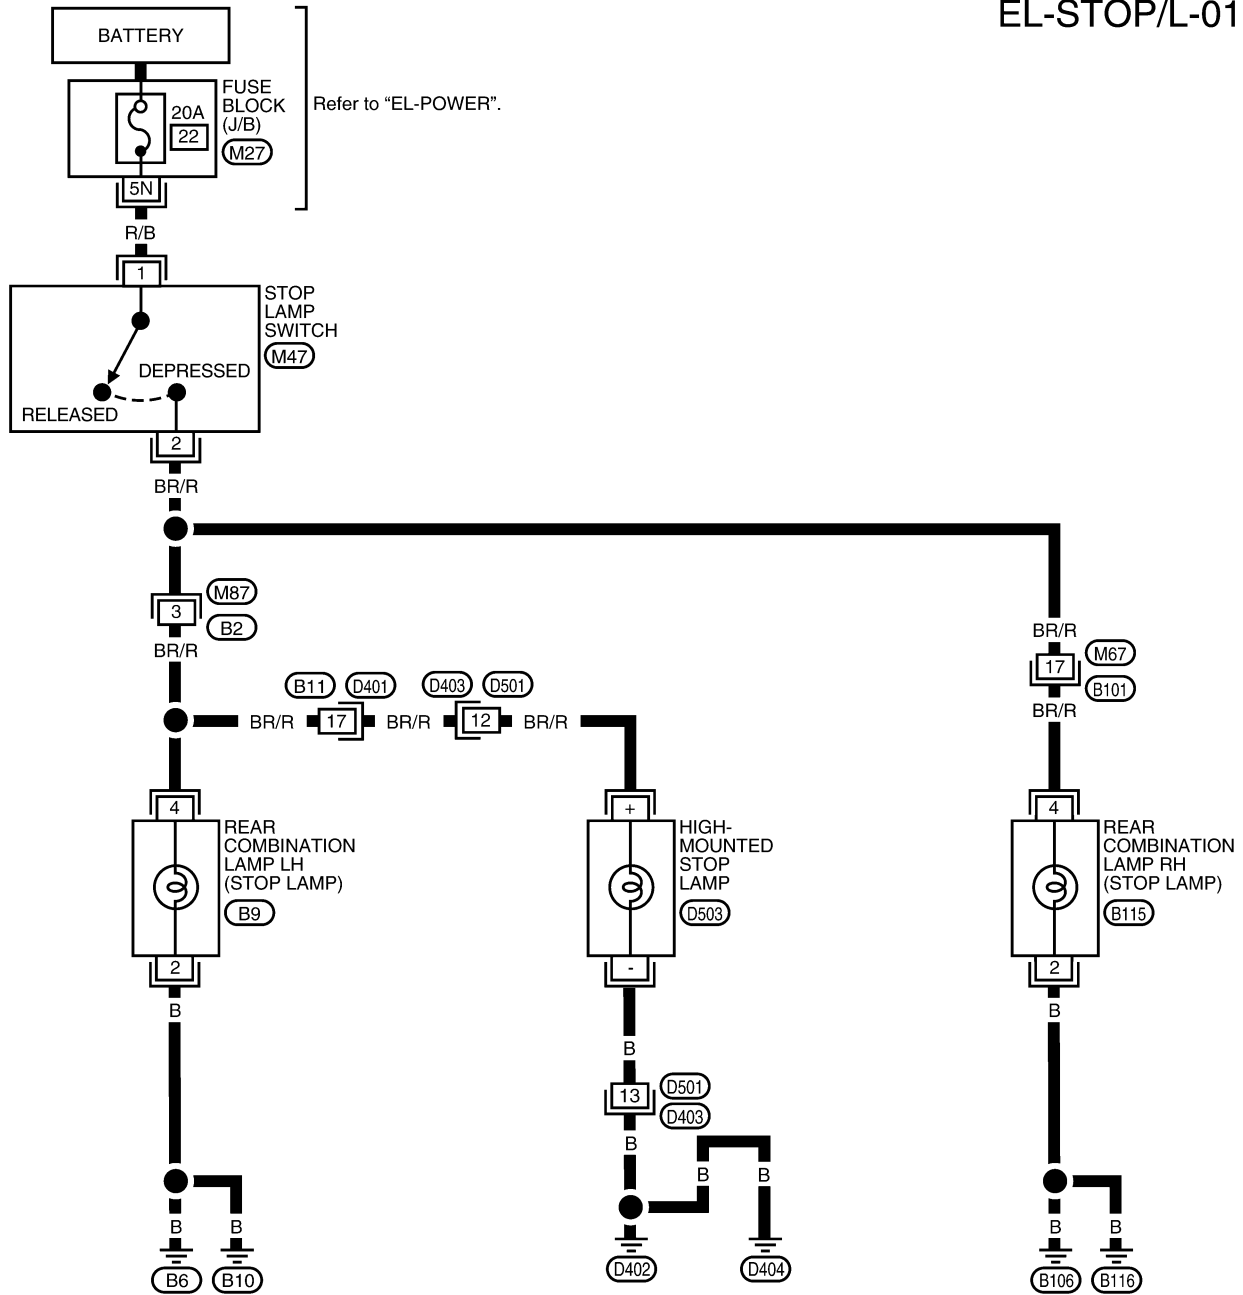 EL-STOP/L-01
BATTERY
FUSE
BLOCK
(J/B)
M27
20A
22
Refer to “EL-POWER”.
5N
R/B
1
STOP
LAMP
SWITCH
M47
DEPRESSED
RELEASED
2
BR/R
3
M87
B2
BR/R
BR/R
17
M67
B101
BR/R
B11
D401
D403
D501
BR/R
17
BR/R
12
BR/R
4
REAR
COMBINATION
LAMP LH
(STOP LAMP)
B9
2
B
+
HIGH-
MOUNTED
STOP
LAMP
D503
-
B
4
REAR
COMBINATION
LAMP RH
(STOP LAMP)
B115
2
B
13
D501
D403
B
B
B
B
B
B
B
B6
B10
D402
D404
B106
B116